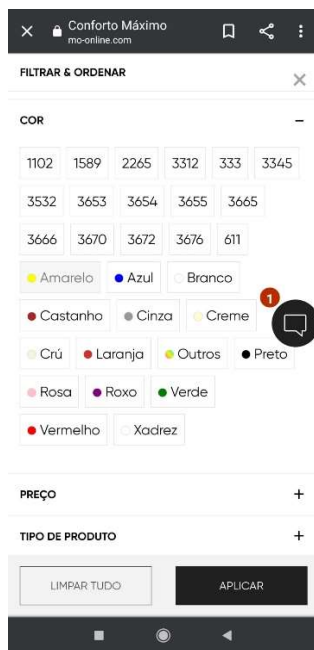 Conforto Máximo
mo-online.com
FILTRAR & ORDENAR
COR
1102 1589 2265 3312 333 3345
3532 3653 3654 3655 3665
3666 3670 3672 3676 611
Amarelo Azul Branco
1
Castanho Cinza Creme
Crú Laranja Outros Preto
Rosa Roxo Verde
Vermelho Xadrez
PREÇO
TIPO DE PRODUTO
LIMPAR TUDO APLICAR